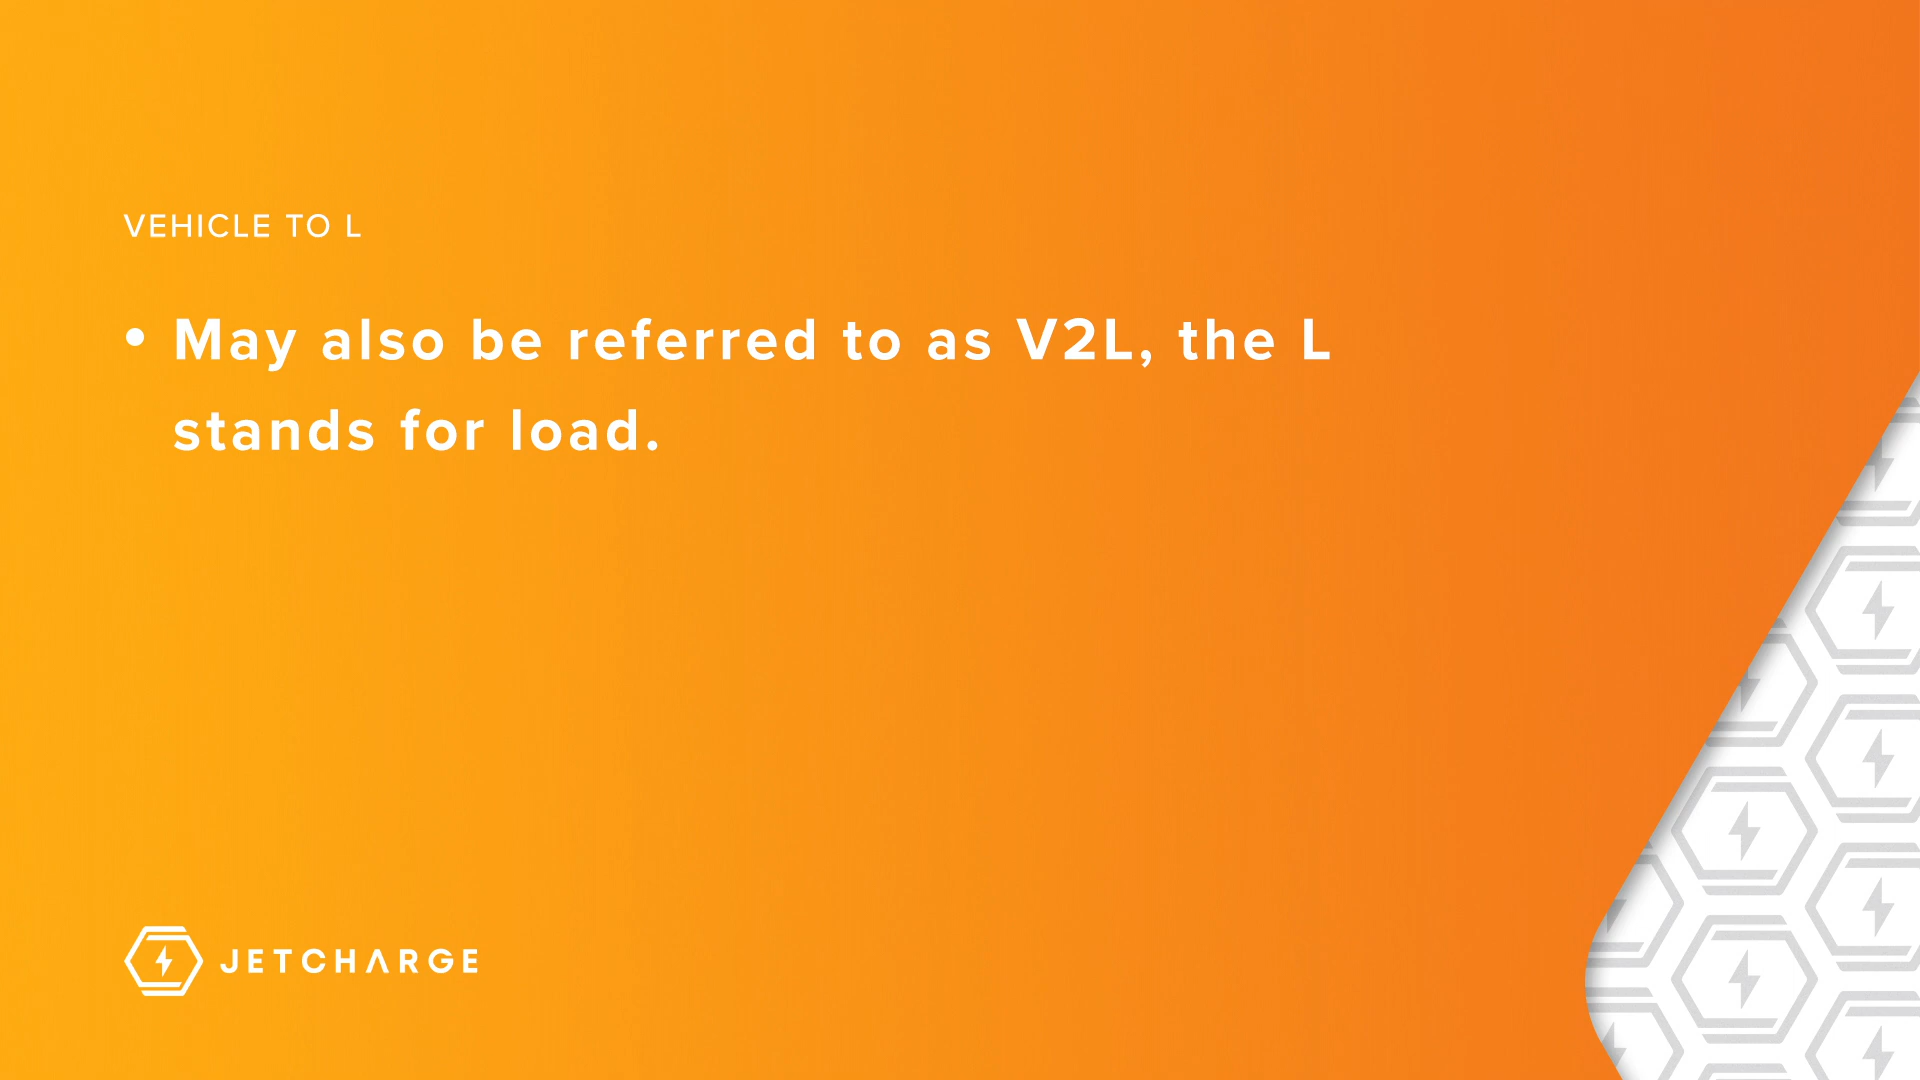 VEHICLE TO L
• May also be referred to as V2L, the L
stands for load.
JETCHARGE